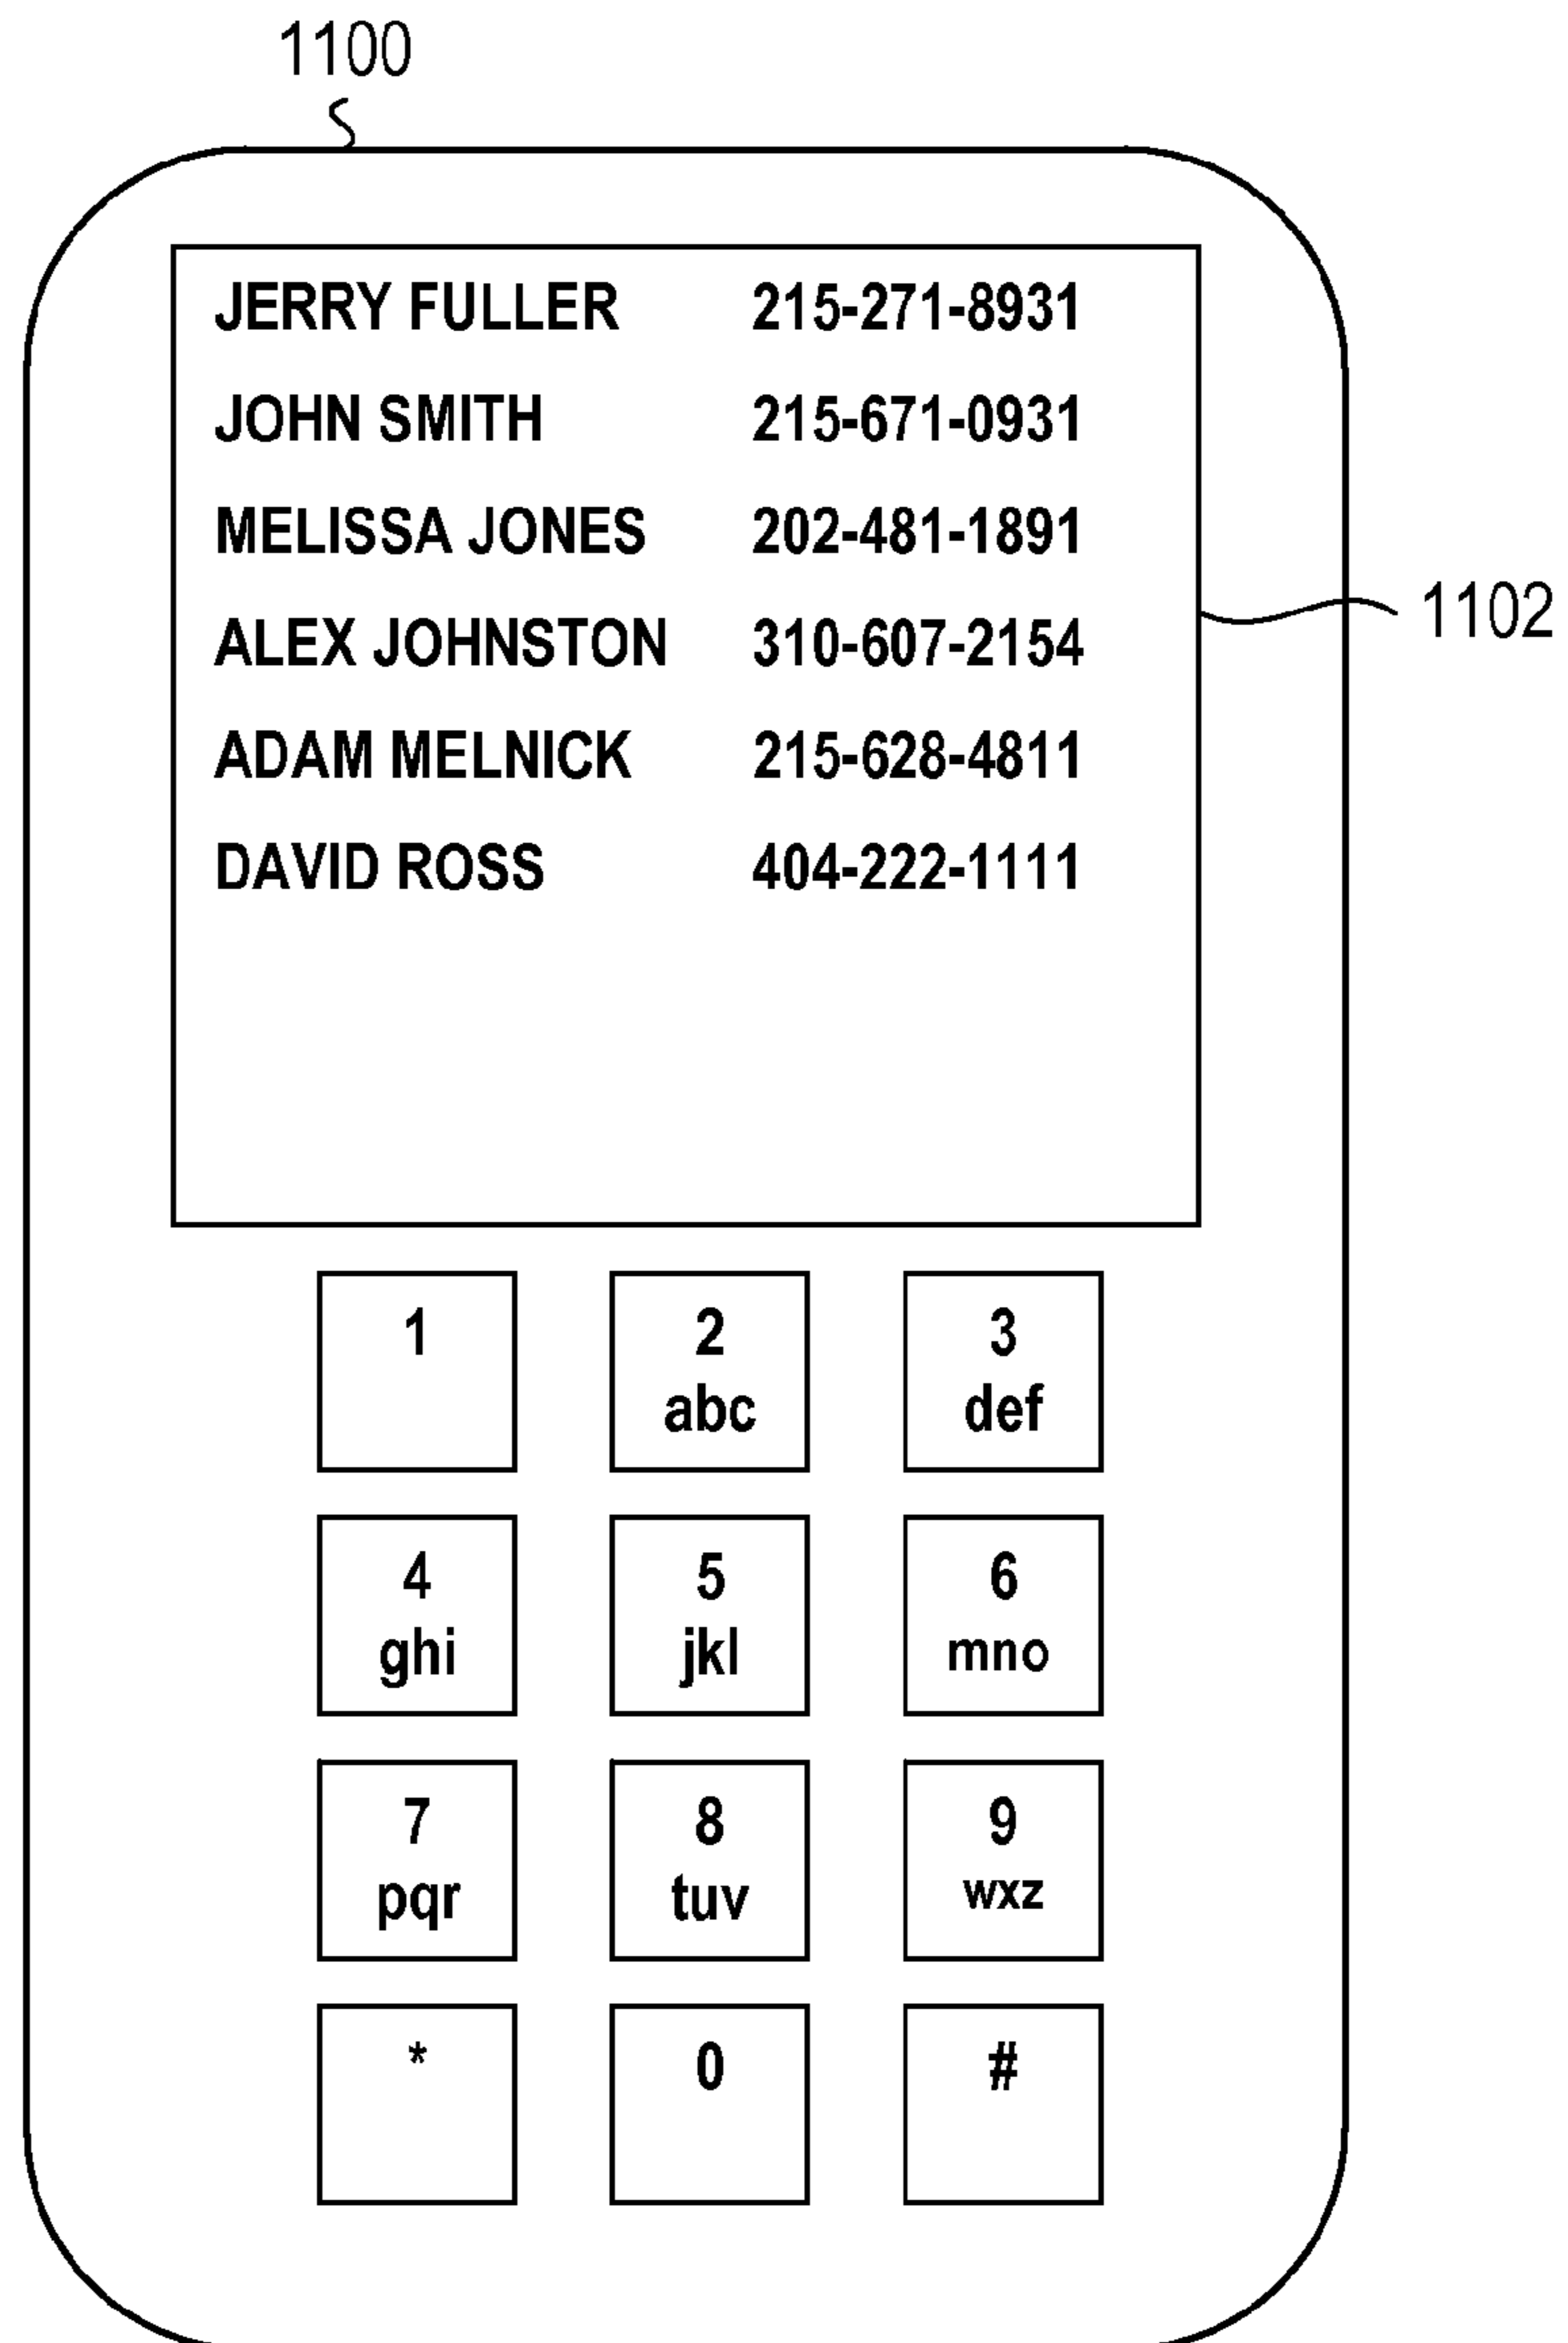 1100
JERRY FULLER 215-271-8931
JOHN SMITH 215-671-0931
MELISSA JONES 202-481-1891
1102
ALEX JOHNSTON 310-607-2154
ADAM MELNICK 215-628-4811
DAVID ROSS 404-222-1111
1 2 3
abc def
4 5 6
ghi jkl mno
7 8 9
pqr tuv wxz
* 0 #